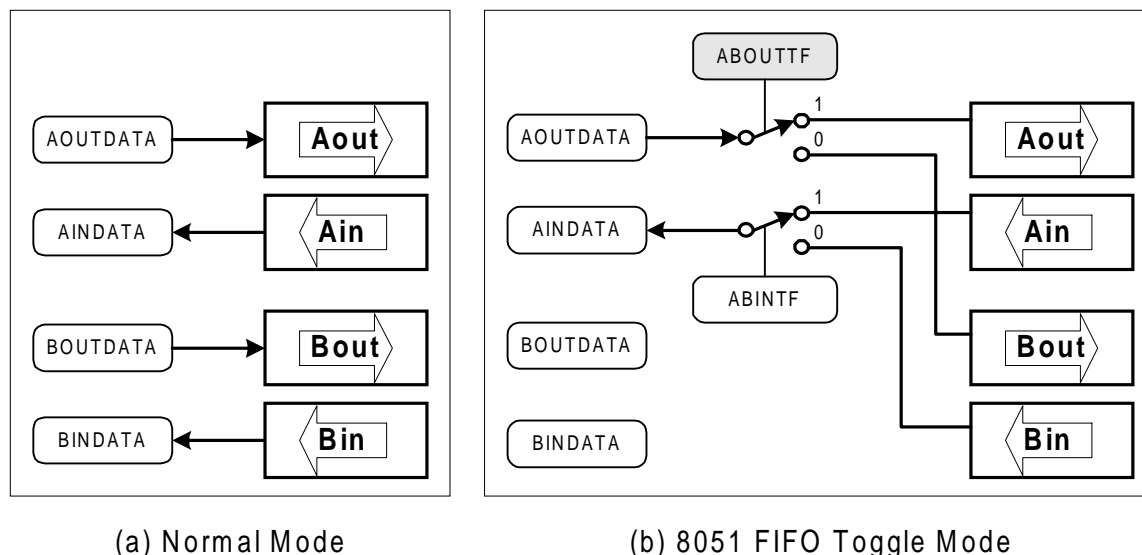 AOUTDATA
Aout
AINDATA
Ain
BOUTDATA
Bout
BINDATA
Bin
(a) Normal Mode
ABOUTTF
AOUTDATA
1
0
Aout
AINDATA
1
0
Ain
ABINTF
BOUTDATA
Bout
BINDATA
Bin
(b) 8051 FIFO Toggle Mode